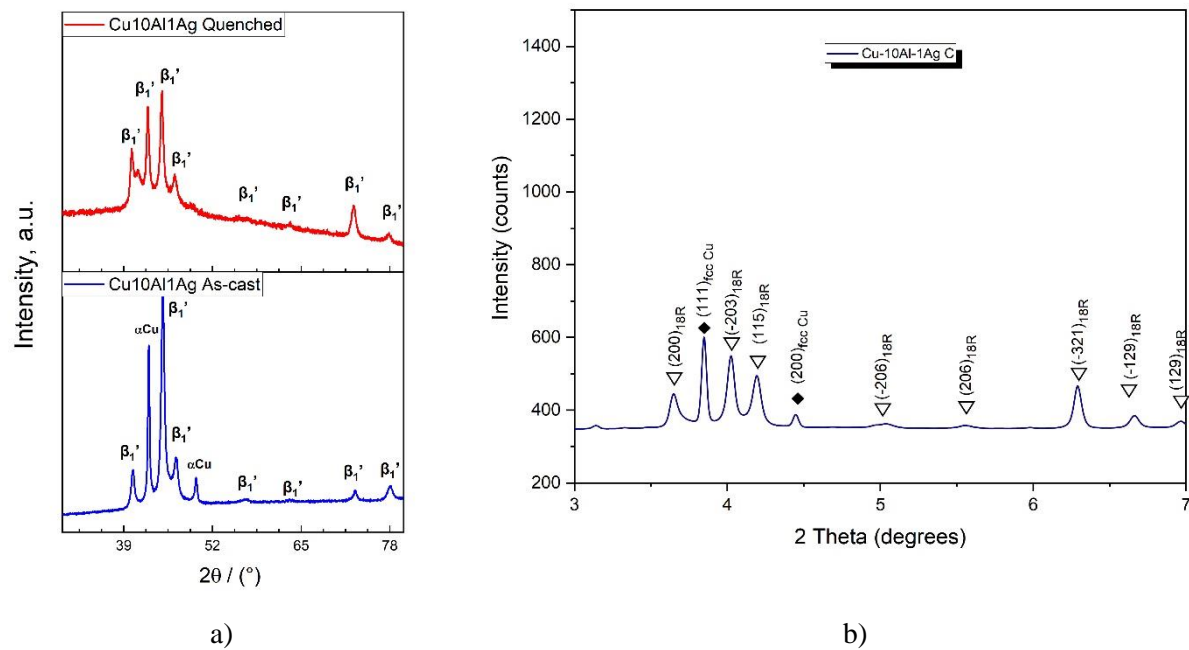 Cu10Al1Ag Quenched
β₁'
β₁'
β₁'
β₁'
β₁'
β₁'
β₁'
β₁'
Cu10Al1Ag As-cast
β₁'
αCu
β₁'
β₁'
αCu
β₁'
β₁'
β₁'
β₁'
Intensity, a.u.
39 52 65 78
2θ / (°)
a)
Cu-10Al-1Ag C
1400
1200
1000
800
600
400
200
Intensity (counts)
(200)18R
(111)fcc Cu
(-203)18R
(115)18R
(200)fcc Cu
(-206)18R
(206)18R
(-321)18R
(-129)18R
(129)18R
3 4 5 6 7
2 Theta (degrees)
b)